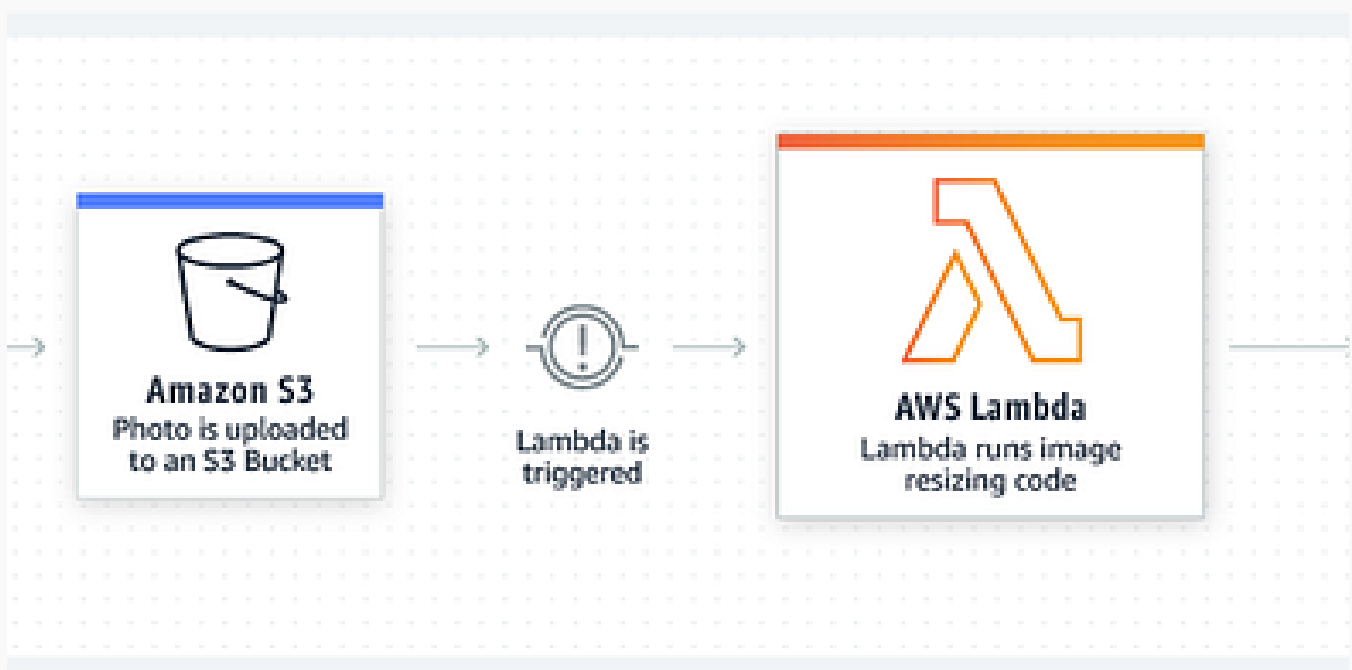 Amazon S3
Photo is uploaded
to an S3 Bucket
Lambda is
triggered
AWS Lambda
Lambda runs image
resizing code